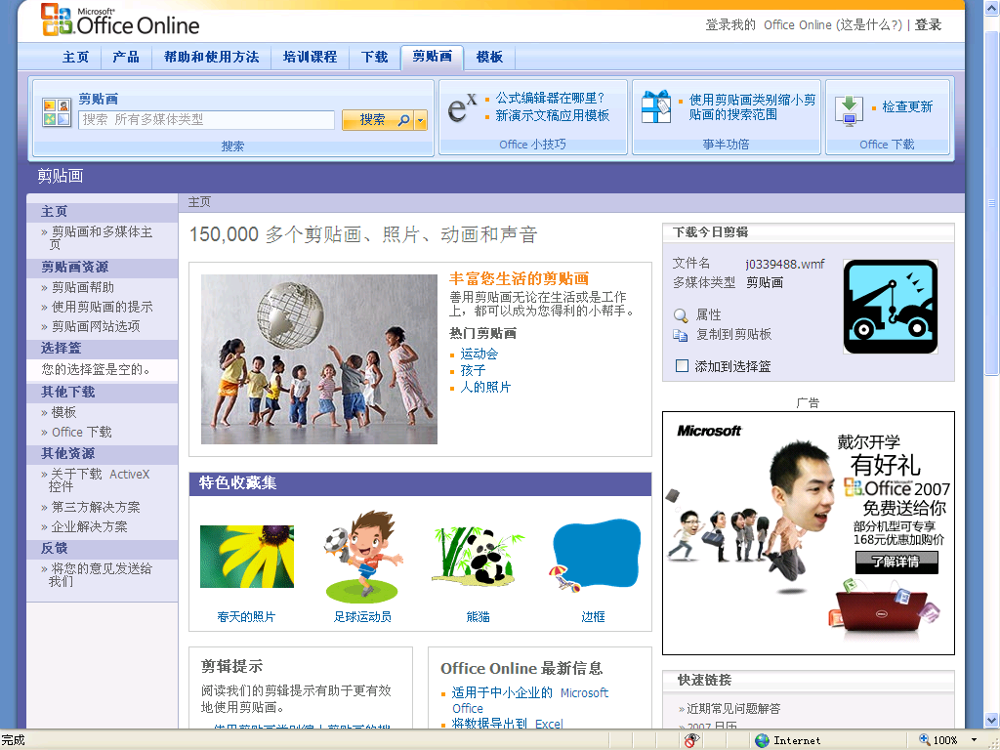 Microsoft®
Office Online
登录我的 Office Online (这是什么?) | 登录
主页 产品 帮助和使用方法 培训课程 下载 剪贴画 模板
剪贴画
搜索 所有多媒体类型
搜索
搜索
公式编辑器在哪里?
新演示文稿应用模板
Office 小技巧
使用剪贴画类别缩小剪
贴画的搜索范围
事半功倍
检查更新
Office 下载
剪贴画
主页
» 剪贴画和多媒体主
页
剪贴画资源
» 剪贴画帮助
» 使用剪贴画的提示
» 剪贴画网站选项
选择篮
您的选择篮是空的。
其他下载
» 模板
» Office 下载
其他资源
» 关于下载 ActiveX
控件
» 第三方解决方案
» 企业解决方案
反馈
» 将您的意见发送给
我们
主页
150,000 多个剪贴画、照片、动画和声音
丰富您生活的剪贴画
善用剪贴画无论在生活或是工作
上，都可以成为您得利的小帮手。
热门剪贴画
运动会
孩子
人的照片
特色收藏集
春天的照片 足球运动员 熊猫 边框
剪辑提示
阅读我们的剪辑提示有助于更有效
地使用剪贴画。
使用剪贴画类别缩小剪贴画的搜
Office Online 最新信息
适用于中小企业的 Microsoft
Office
将数据导出到 Excel
下载今日剪辑
文件名 j0339488.wmf
多媒体类型 剪贴画
属性
复制到剪贴板
添加到选择篮
广告
Microsoft
戴尔开学
有好礼
Office 2007
免费送给你
部分机型可专享
168元优惠加购价
了解详情
DELL
快速链接
» 近期常见问题解答
» 2007 日历
完成
Internet
100%